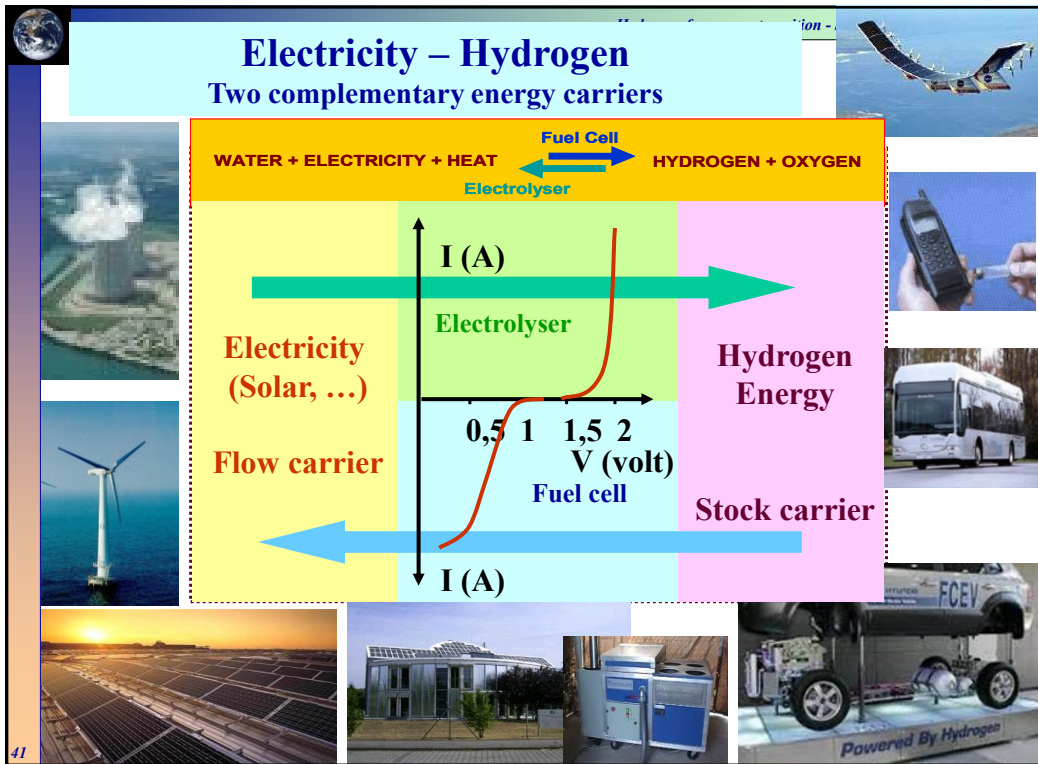 Electricity – Hydrogen
Two complementary energy carriers
Fuel Cell
WATER + ELECTRICITY + HEAT
HYDROGEN + OXYGEN
Electrolyser
I (A)
Electrolyser
Electricity
(Solar, …)
Hydrogen
Energy
0,5 1 1,5 2
V (volt)
Flow carrier
Fuel cell
Stock carrier
I (A)
FCEV
Powered By Hydrogen
41